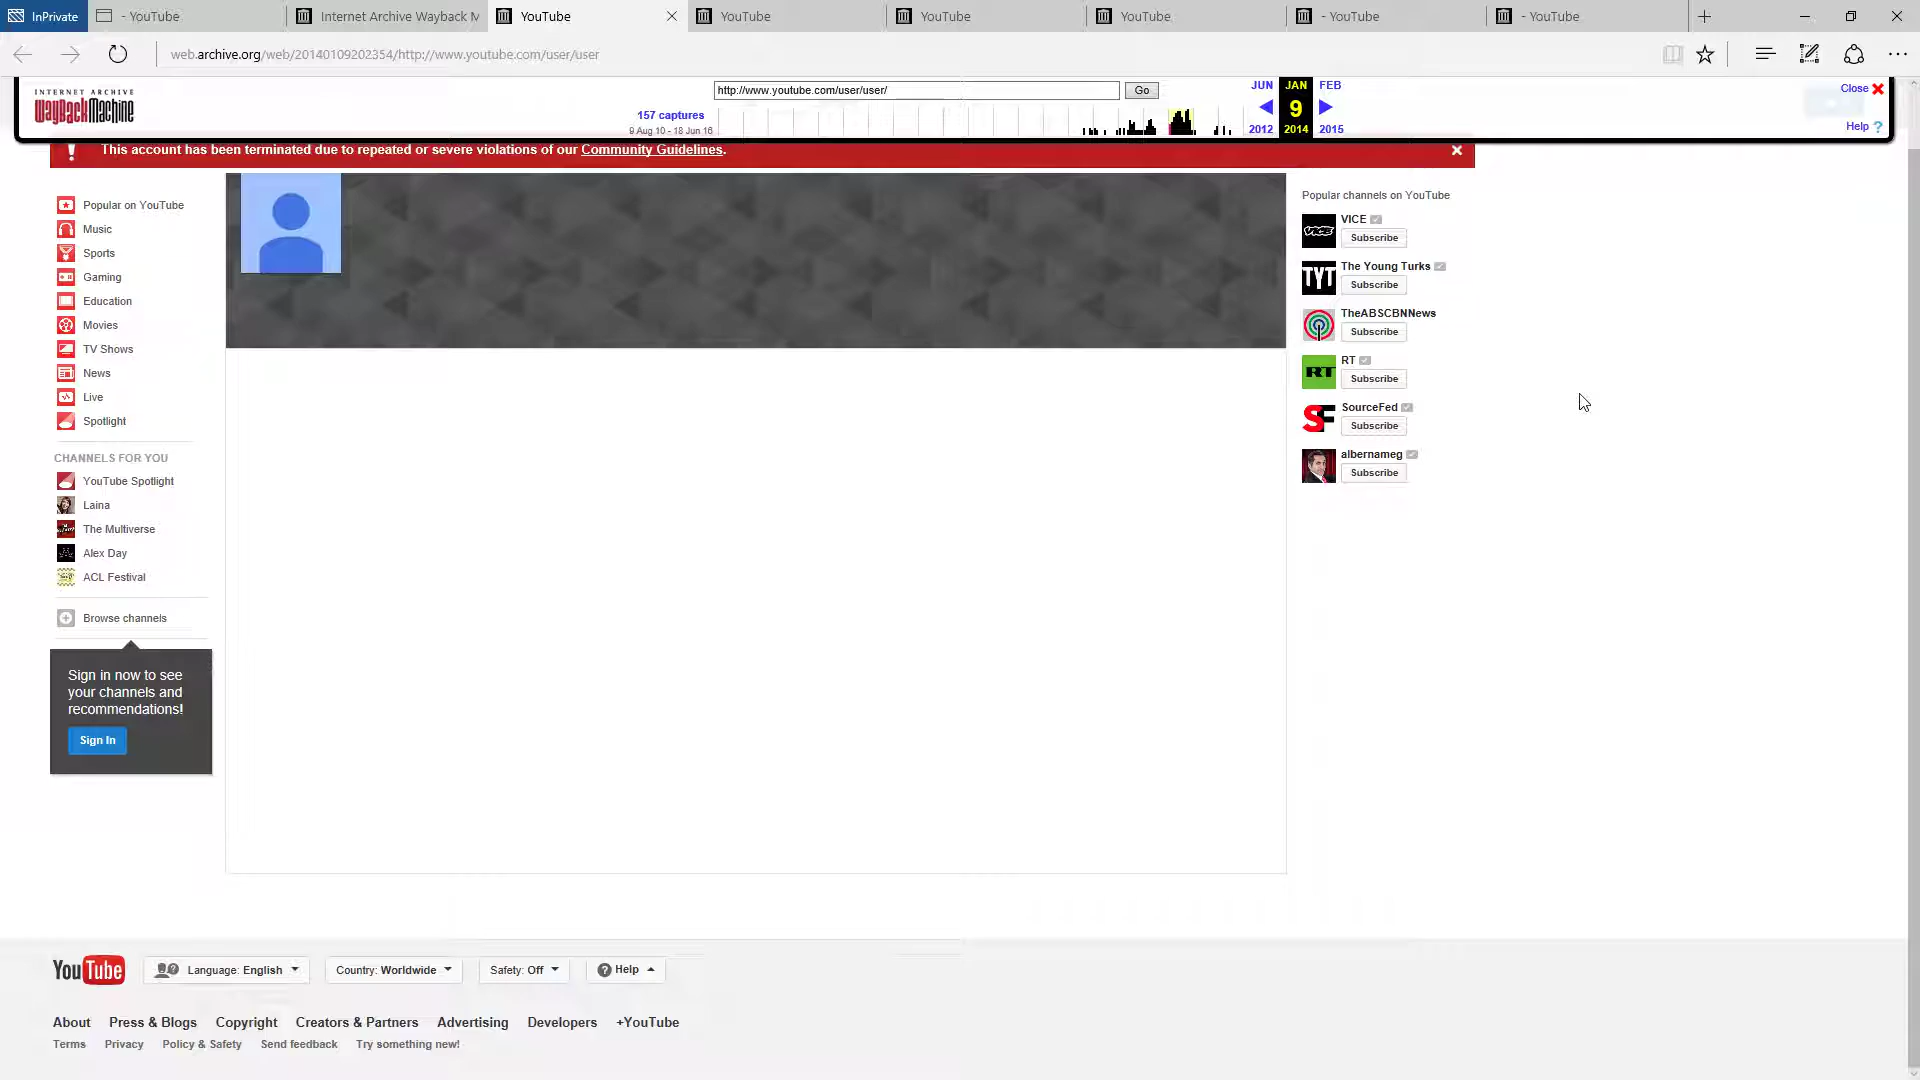 InPrivate
- YouTube
Internet Archive Wayback M
YouTube
YouTube
YouTube
YouTube
- YouTube
- YouTube
web.archive.org/web/20140109202354/http://www.youtube.com/user/user
INTERNET ARCHIVE
WayBackMachine
http://www.youtube.com/user/user/
Go
JUN
JAN
FEB
Close
157 captures
9
9 Aug 10 - 18 Jun 16
2012
2014
2015
Help ?
! This account has been terminated due to repeated or severe violations of our Community Guidelines.
Popular on YouTube
Music
Sports
Gaming
Education
Movies
TV Shows
News
Live
Spotlight
CHANNELS FOR YOU
YouTube Spotlight
Laina
The Multiverse
Alex Day
ACL Festival
Browse channels
Sign in now to see
your channels and
recommendations!
Sign In
Popular channels on YouTube
VICE
VICE
Subscribe
TYT
The Young Turks
Subscribe
TheABSCBNNews
Subscribe
RT
RT
Subscribe
SF
SourceFed
Subscribe
albernameg
Subscribe
YouTube
Language: English
Country: Worldwide
Safety: Off
? Help
About
Press & Blogs
Copyright
Creators & Partners
Advertising
Developers
+YouTube
Terms
Privacy
Policy & Safety
Send feedback
Try something new!